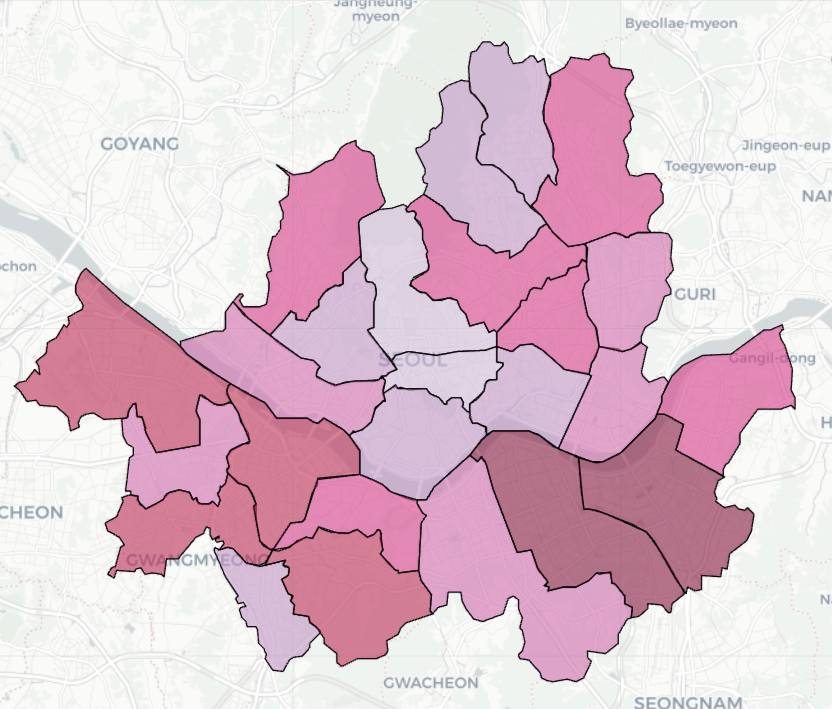 Jangheung-
myeon
Byeollae-myeon
GOYANG
Jingeon-eup
Toegyewon-eup
NAM
ochon
GURI
SEOUL
Gangil-dong
H
CHEON
GWANGMYEONG
N
GWACHEON
SEONGNAM